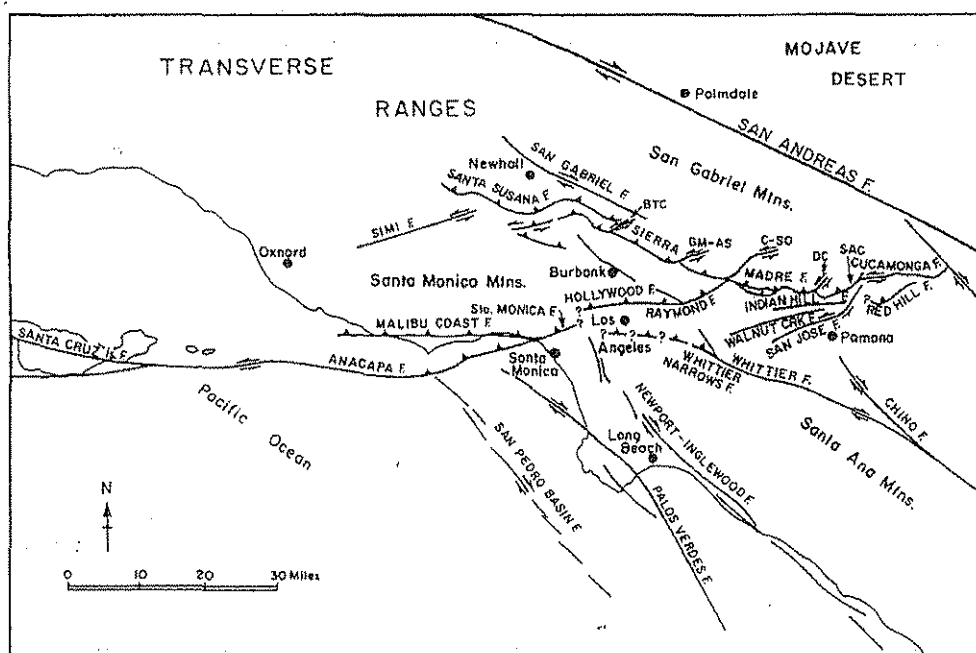 MOJAVE
DESERT
TRANSVERSE
RANGES
Palmdale
SAN ANDREAS F.
San Gabriel Mtns.
Newhall
SAN GABRIEL F.
SANTA SUSANA F.
BTC
SIERRA
GM-AS
C-SO
SIMI F.
Oxnard
DC
SAC
CUCAMONGA F.
MADRE F.
Burbank
Santa Monica Mtns.
HOLLYWOOD F.
RAYMOND F.
INDIAN HILL F.
?
RED HILL F.
Sta. MONICA F.
?
Los
WALNUT CRK F.
SAN JOSE F.
Pomona
MALIBU COAST F.
? ? ?
Angeles
SANTA CRUZ IS. F.
ANACAPA F.
Santa
Monica
WHITTIER
NARROWS F.
WHITTIER F.
CHINO F.
Pacific
Ocean
NEWPORT-INGLEWOOD F.
Long
Beach
Santa Ana Mtns.
SAN PEDRO BASIN F.
PALOS VERDES F.
N
0 10 20 30 Miles